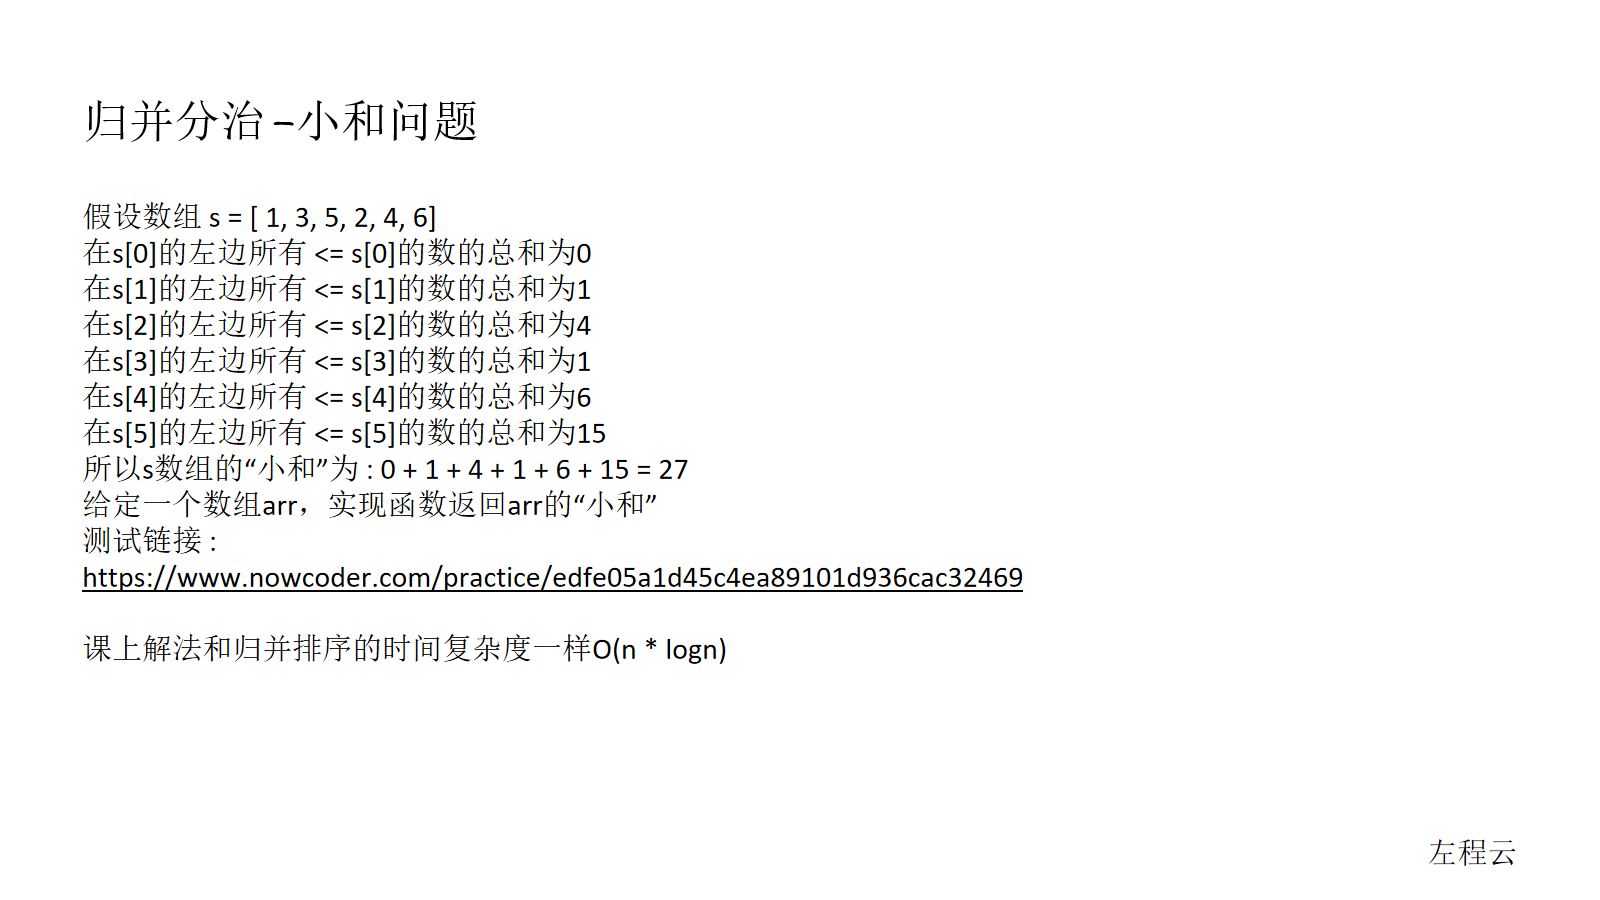 归并分治 – 小和问题
假设数组 s = [ 1, 3, 5, 2, 4, 6]
在s[0]的左边所有 <= s[0]的数的总和为0
在s[1]的左边所有 <= s[1]的数的总和为1
在s[2]的左边所有 <= s[2]的数的总和为4
在s[3]的左边所有 <= s[3]的数的总和为1
在s[4]的左边所有 <= s[4]的数的总和为6
在s[5]的左边所有 <= s[5]的数的总和为15
所以s数组的“小和”为 : 0 + 1 + 4 + 1 + 6 + 15 = 27
给定一个数组arr，实现函数返回arr的“小和”
测试链接 :
https://www.nowcoder.com/practice/edfe05a1d45c4ea89101d936cac32469
课上解法和归并排序的时间复杂度一样O(n * logn)
左程云